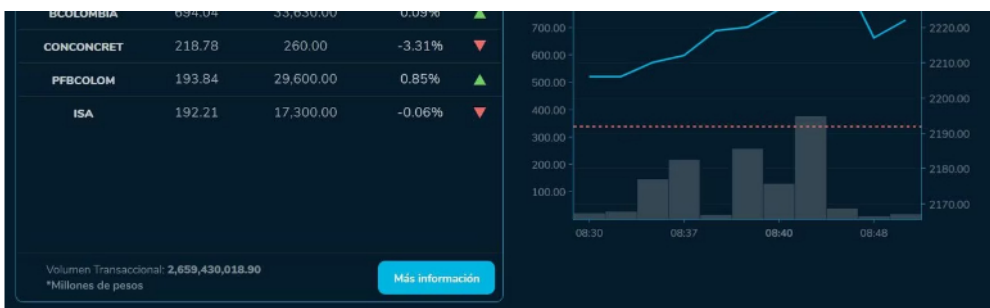 BCOLOMBIA 694.04 33,630.00 0.09%
CONCONCRET 218.78 260.00 -3.31%
PFBCOLOM 193.84 29,600.00 0.85%
ISA 192.21 17,300.00 -0.06%
Volumen Transaccional: 2,659,430,018.90
*Millones de pesos
Más información
700.00
600.00
500.00
400.00
300.00
200.00
100.00
2220.00
2210.00
2200.00
2190.00
2180.00
2170.00
08:30 08:37 08:40 08:48